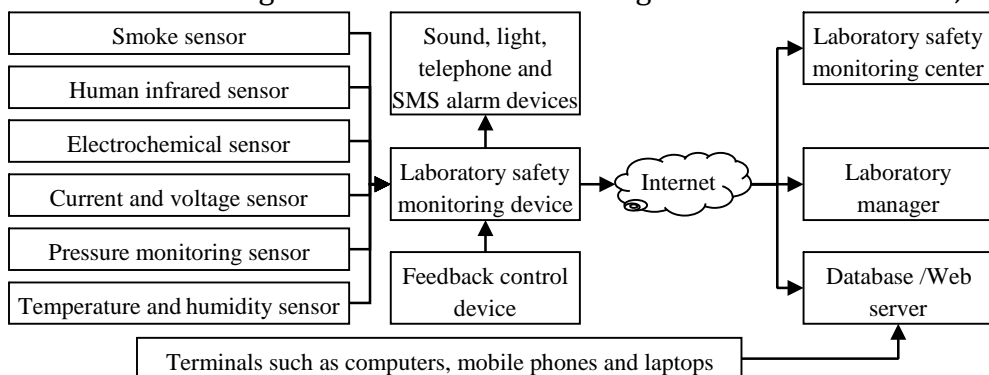 Smoke sensor
Human infrared sensor
Electrochemical sensor
Current and voltage sensor
Pressure monitoring sensor
Temperature and humidity sensor
Sound, light,
telephone and
SMS alarm devices
Laboratory safety
monitoring device
Feedback control
device
Internet
Laboratory safety
monitoring center
Laboratory
manager
Database /Web
server
Terminals such as computers, mobile phones and laptops